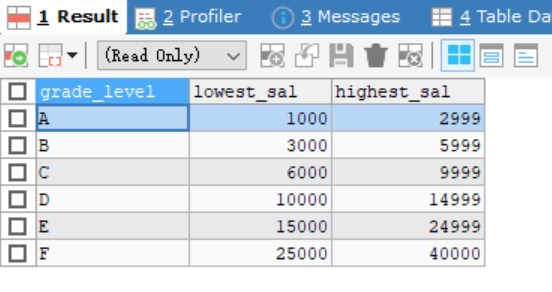 1 Result 2 Profiler 3 Messages 4 Table Da
(Read Only)
grade_level lowest_sal highest_sal
A 1000 2999
B 3000 5999
C 6000 9999
D 10000 14999
E 15000 24999
F 25000 40000